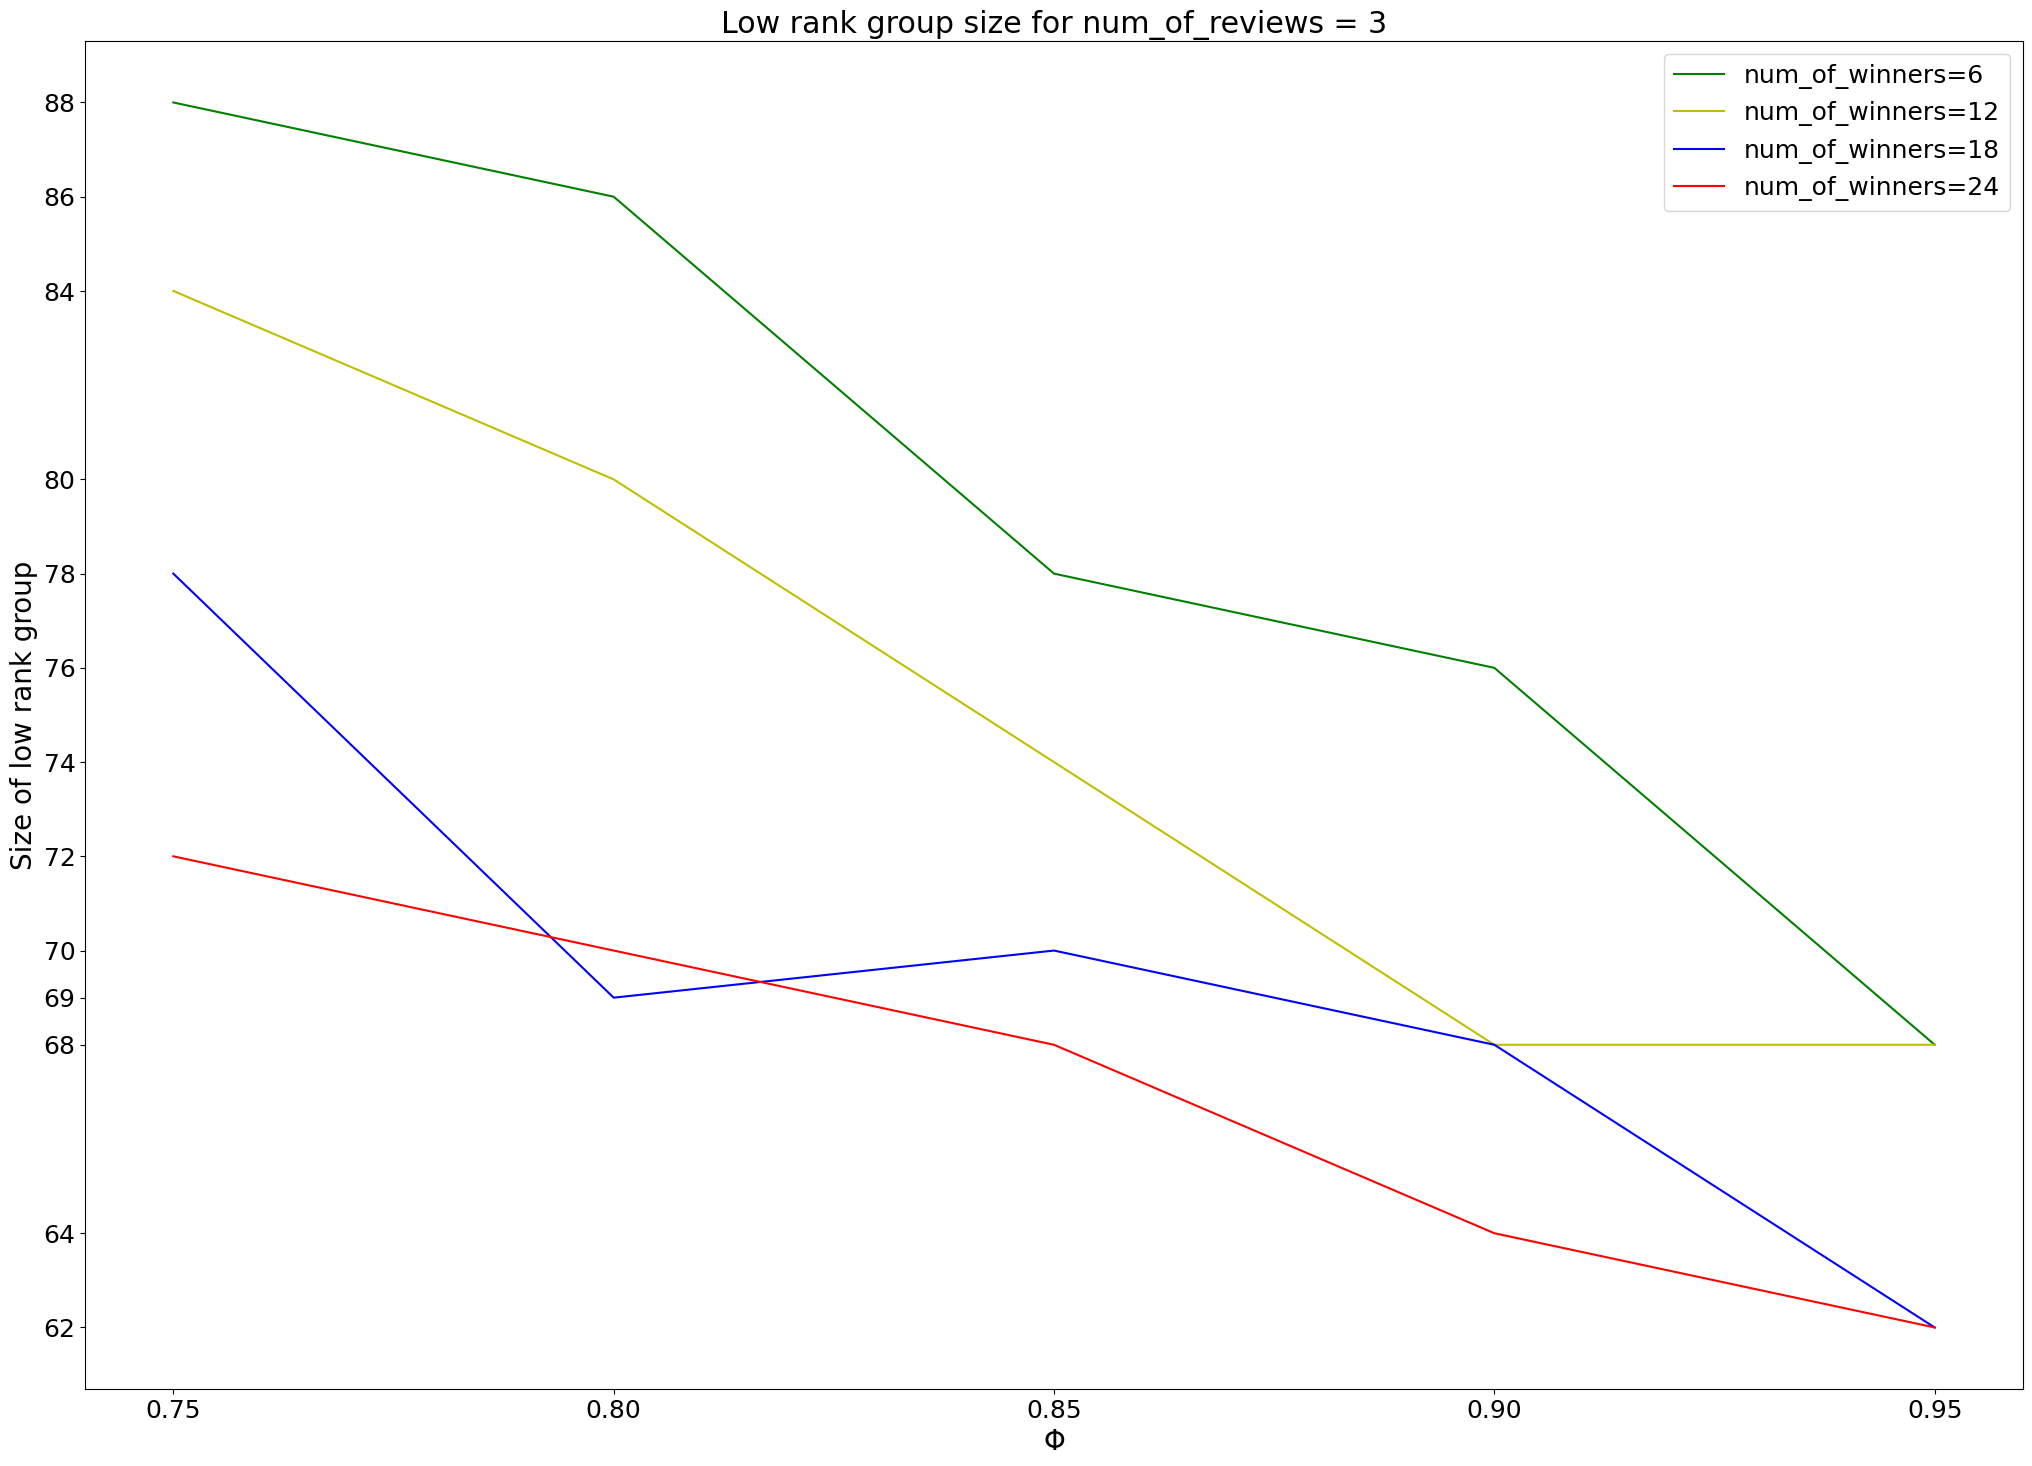 Low rank group size for num_of_reviews = 3
num_of_winners=6
num_of_winners=12
num_of_winners=18
num_of_winners=24
Size of low rank group
88
86
84
80
78
76
74
72
70
69
68
64
62
0.75 0.80 0.85 0.90 0.95
Φ